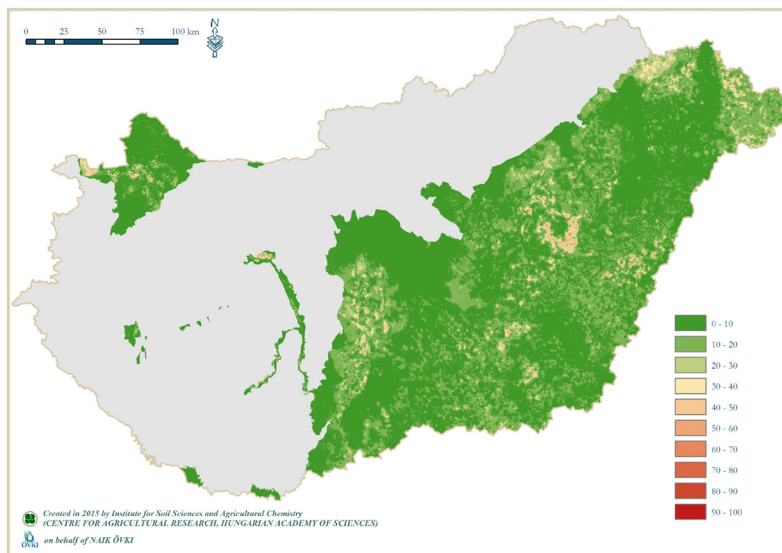 0 25 50 75 100 km
N
0 - 10
10 - 20
20 - 30
30 - 40
40 - 50
50 - 60
60 - 70
70 - 80
80 - 90
90 - 100
Created in 2015 by Institute for Soil Sciences and Agricultural Chemistry
(CENTRE FOR AGRICULTURAL RESEARCH, HUNGARIAN ACADEMY OF SCIENCES)
ÖVKI on behalf of NAIK ÖVKI